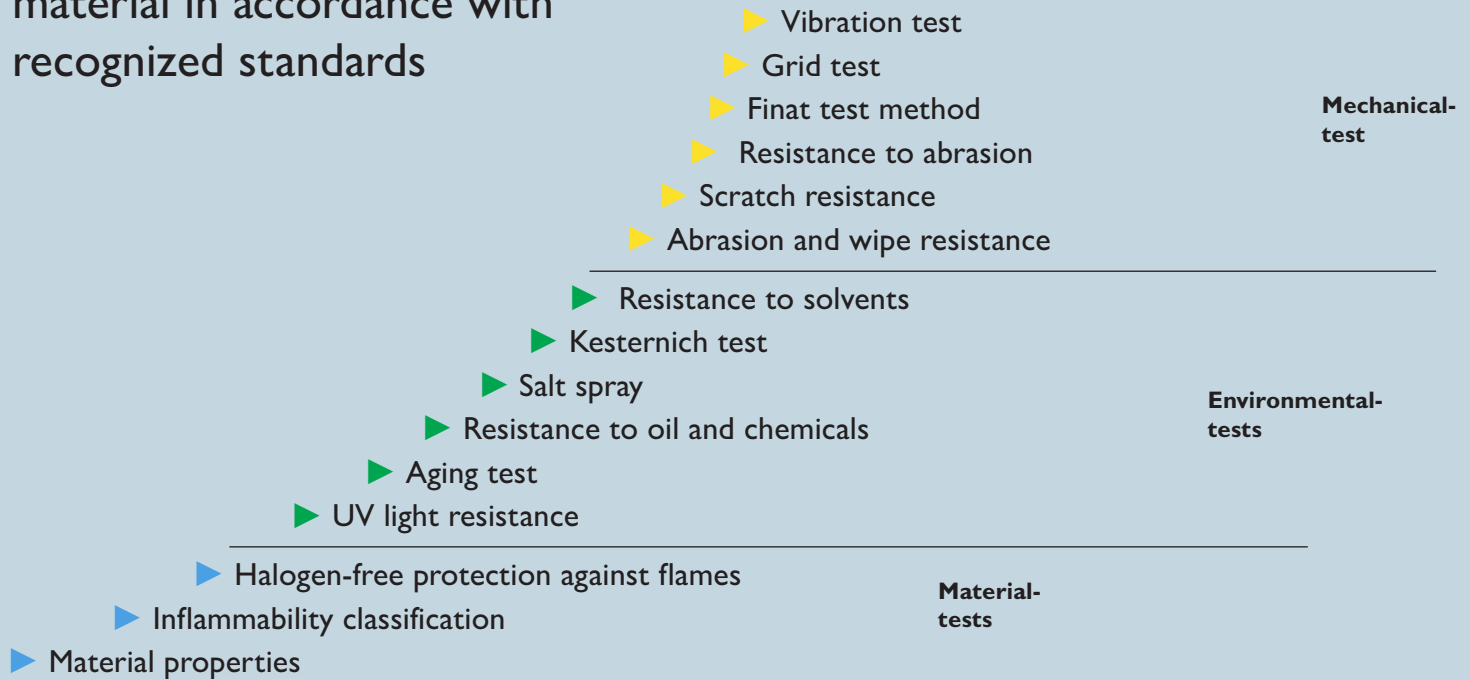 material in accordance with
recognized standards
Vibration test
Grid test
Finat test method
Resistance to abrasion
Scratch resistance
Abrasion and wipe resistance
Mechanical-
test
Resistance to solvents
Kesternich test
Salt spray
Resistance to oil and chemicals
Aging test
UV light resistance
Environmental-
tests
Halogen-free protection against flames
Inflammability classification
Material properties
Material-
tests